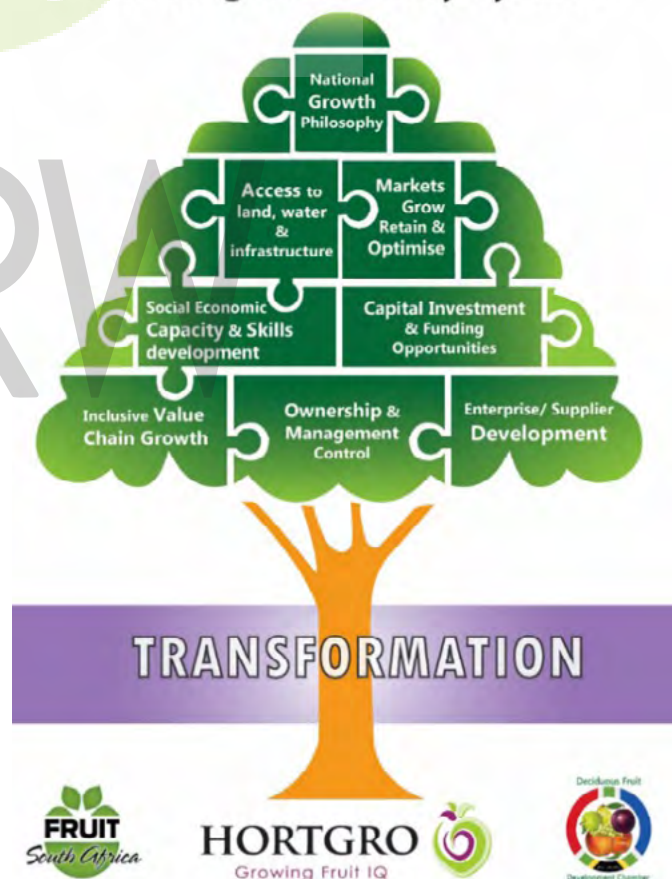 National
Growth
Philosophy
Access to
land, water
&
infrastructure
Markets
Grow
Retain &
Optimise
Social Economic
Capacity & Skills
development
Capital Investment
& Funding
Opportunities
Inclusive Value
Chain Growth
Ownership &
Management
Control
Enterprise/ Supplier
Development
TRANSFORMATION
FRUIT
South Africa
HORTGRO
Growing Fruit IQ
Deciduous Fruit
Development Chamber